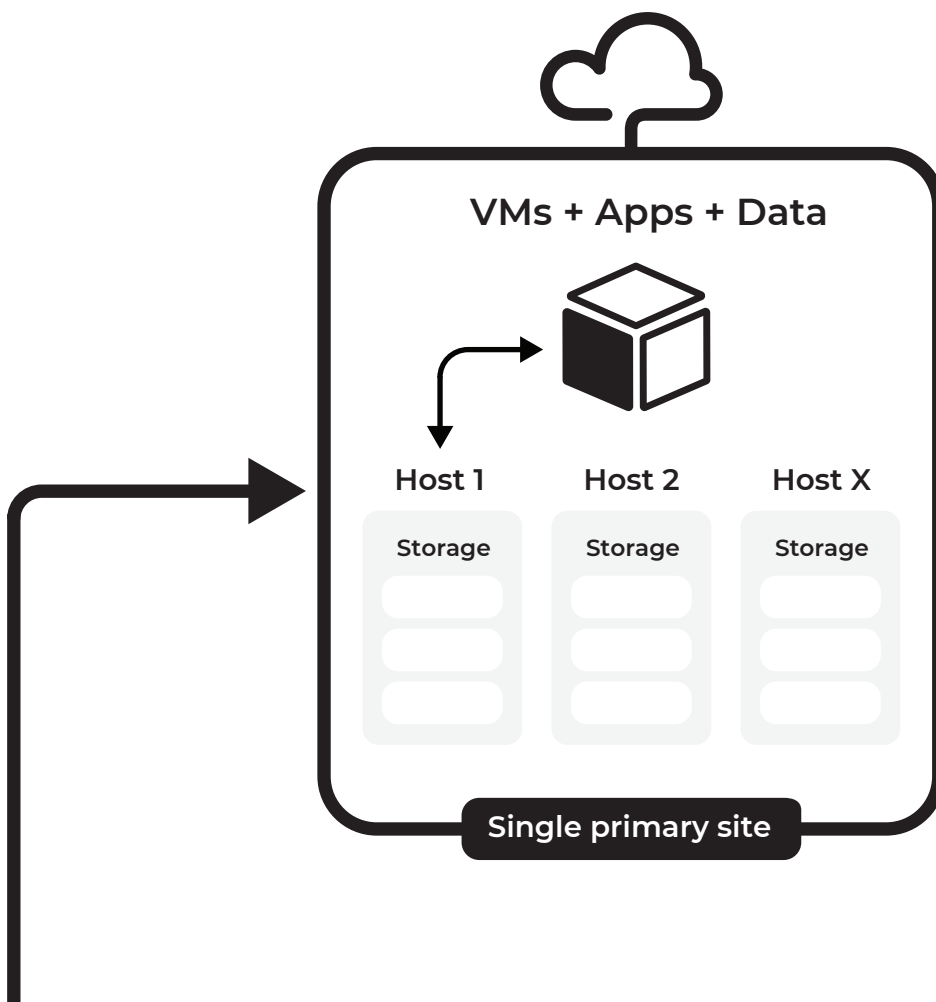 VMs + Apps + Data
Host 1
Host 2
Host X
Storage
Storage
Storage
Single primary site